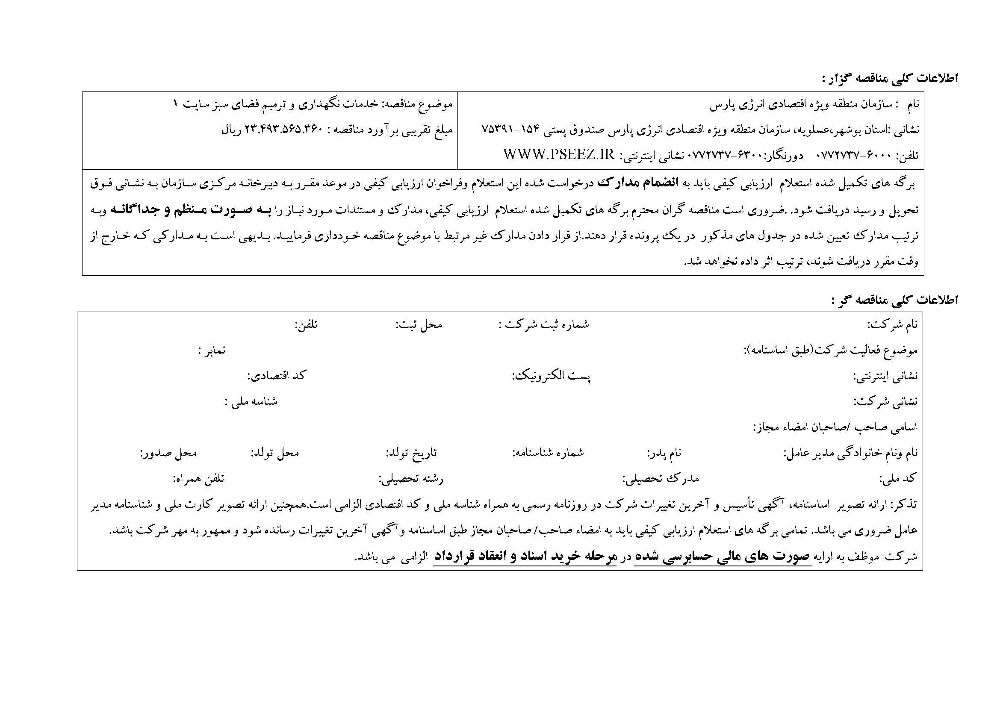 اطلاعات کلی مناقصه گزار :
نام : سازمان منطقه ویژه اقتصادی انرژی پارس
نشانی :استان بوشهر،عسلویه، سازمان منطقه ویژه اقتصادی انرژی پارس صندوق پستی ۱۵۴-۷۵۳۹۱
تلفن: ۶۰۰۰-۰۷۷۲۷۳۷ دورنگار:۶۳۰۰-۰۷۷۲۷۳۷ نشانی اینترنتی: WWW.PSEEZ.IR
موضوع مناقصه: خدمات نگهداری و ترمیم فضای سبز سایت ۱
مبلغ تقریبی برآورد مناقصه : ۲۳.۴۹۳.۵۶۵.۳۶۰ ریال
برگه های تکمیل شده استعلام ارزیابی کیفی باید به انضمام مدارک درخواست شده این استعلام وفراخوان ارزیابی کیفی در موعد مقرر به دبیرخانه مرکزی سازمان به نشانی فوق
تحویل و رسید دریافت شود. .ضروری است مناقصه گران محترم برگه های تکمیل شده استعلام ارزیابی کیفی، مدارک و مستندات مورد نیاز را به صورت منظم و جداگانه وبه
ترتیب مدارک تعیین شده در جدول های مذکور در یک پرونده قرار دهند.از قرار دادن مدارک غیر مرتبط با موضوع مناقصه خودداری فرمایید. بدیهی است به مدارکی که خارج از
وقت مقرر دریافت شوند، ترتیب اثر داده نخواهد شد.
اطلاعات کلی مناقصه گر :
نام شرکت: شماره ثبت شرکت : محل ثبت: تلفن:
موضوع فعالیت شرکت(طبق اساسنامه): نمابر :
نشانی اینترنتی: پست الکترونیک: کد اقتصادی:
نشانی شرکت: شناسه ملی :
اسامی صاحب /صاحبان امضاء مجاز:
نام ونام خانوادگی مدیر عامل: نام پدر: شماره شناسنامه: تاریخ تولد: محل تولد: محل صدور:
کد ملی: مدرک تحصیلی: رشته تحصیلی: تلفن همراه:
تذکر: ارائه تصویر اساسنامه، آگهی تأسیس و آخرین تغییرات شرکت در روزنامه رسمی به همراه شناسه ملی و کد اقتصادی الزامی است.همچنین ارائه تصویر کارت ملی و شناسنامه مدیر
عامل ضروری می باشد. تمامی برگه های استعلام ارزیابی کیفی باید به امضاء صاحب/ صاحبان مجاز طبق اساسنامه وآگهی آخرین تغییرات رسانده شود و ممهور به مهر شرکت باشد.
شرکت موظف به ارایه صورت های مالی حسابرسی شده در مرحله خرید اسناد و انعقاد قرارداد الزامی می باشد.